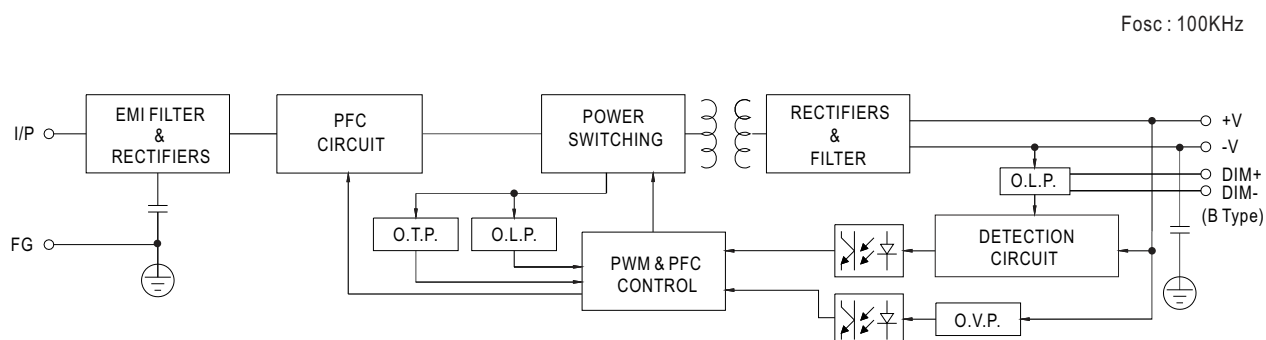 Fosc : 100KHz
I/P
EMI FILTER
&
RECTIFIERS
PFC
CIRCUIT
POWER
SWITCHING
RECTIFIERS
&
FILTER
+V
-V
DIM+
DIM-
(B Type)
O.L.P.
FG
O.T.P.
O.L.P.
PWM & PFC
CONTROL
DETECTION
CIRCUIT
O.V.P.